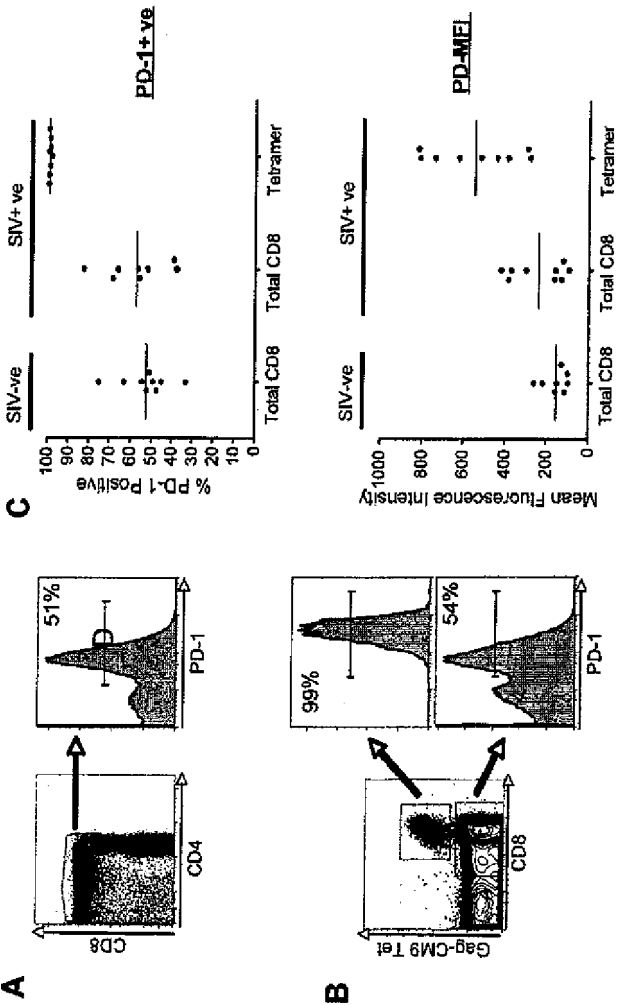 A
CD8
CD4
51%
D
PD-1
B
Gag-CM9 Tet
CD8
99%
54%
PD-1
C
SIV-ve
SIV+ ve
% PD-1 Positive
100
90
80
70
60
50
40
30
20
10
0
Total CD8
Total CD8
Tetramer
PD-1+ ve
SIV-ve
SIV+ ve
Mean Fluorescence Intensity
1000
800
600
400
200
0
Total CD8
Total CD8
Tetramer
PD-MFI